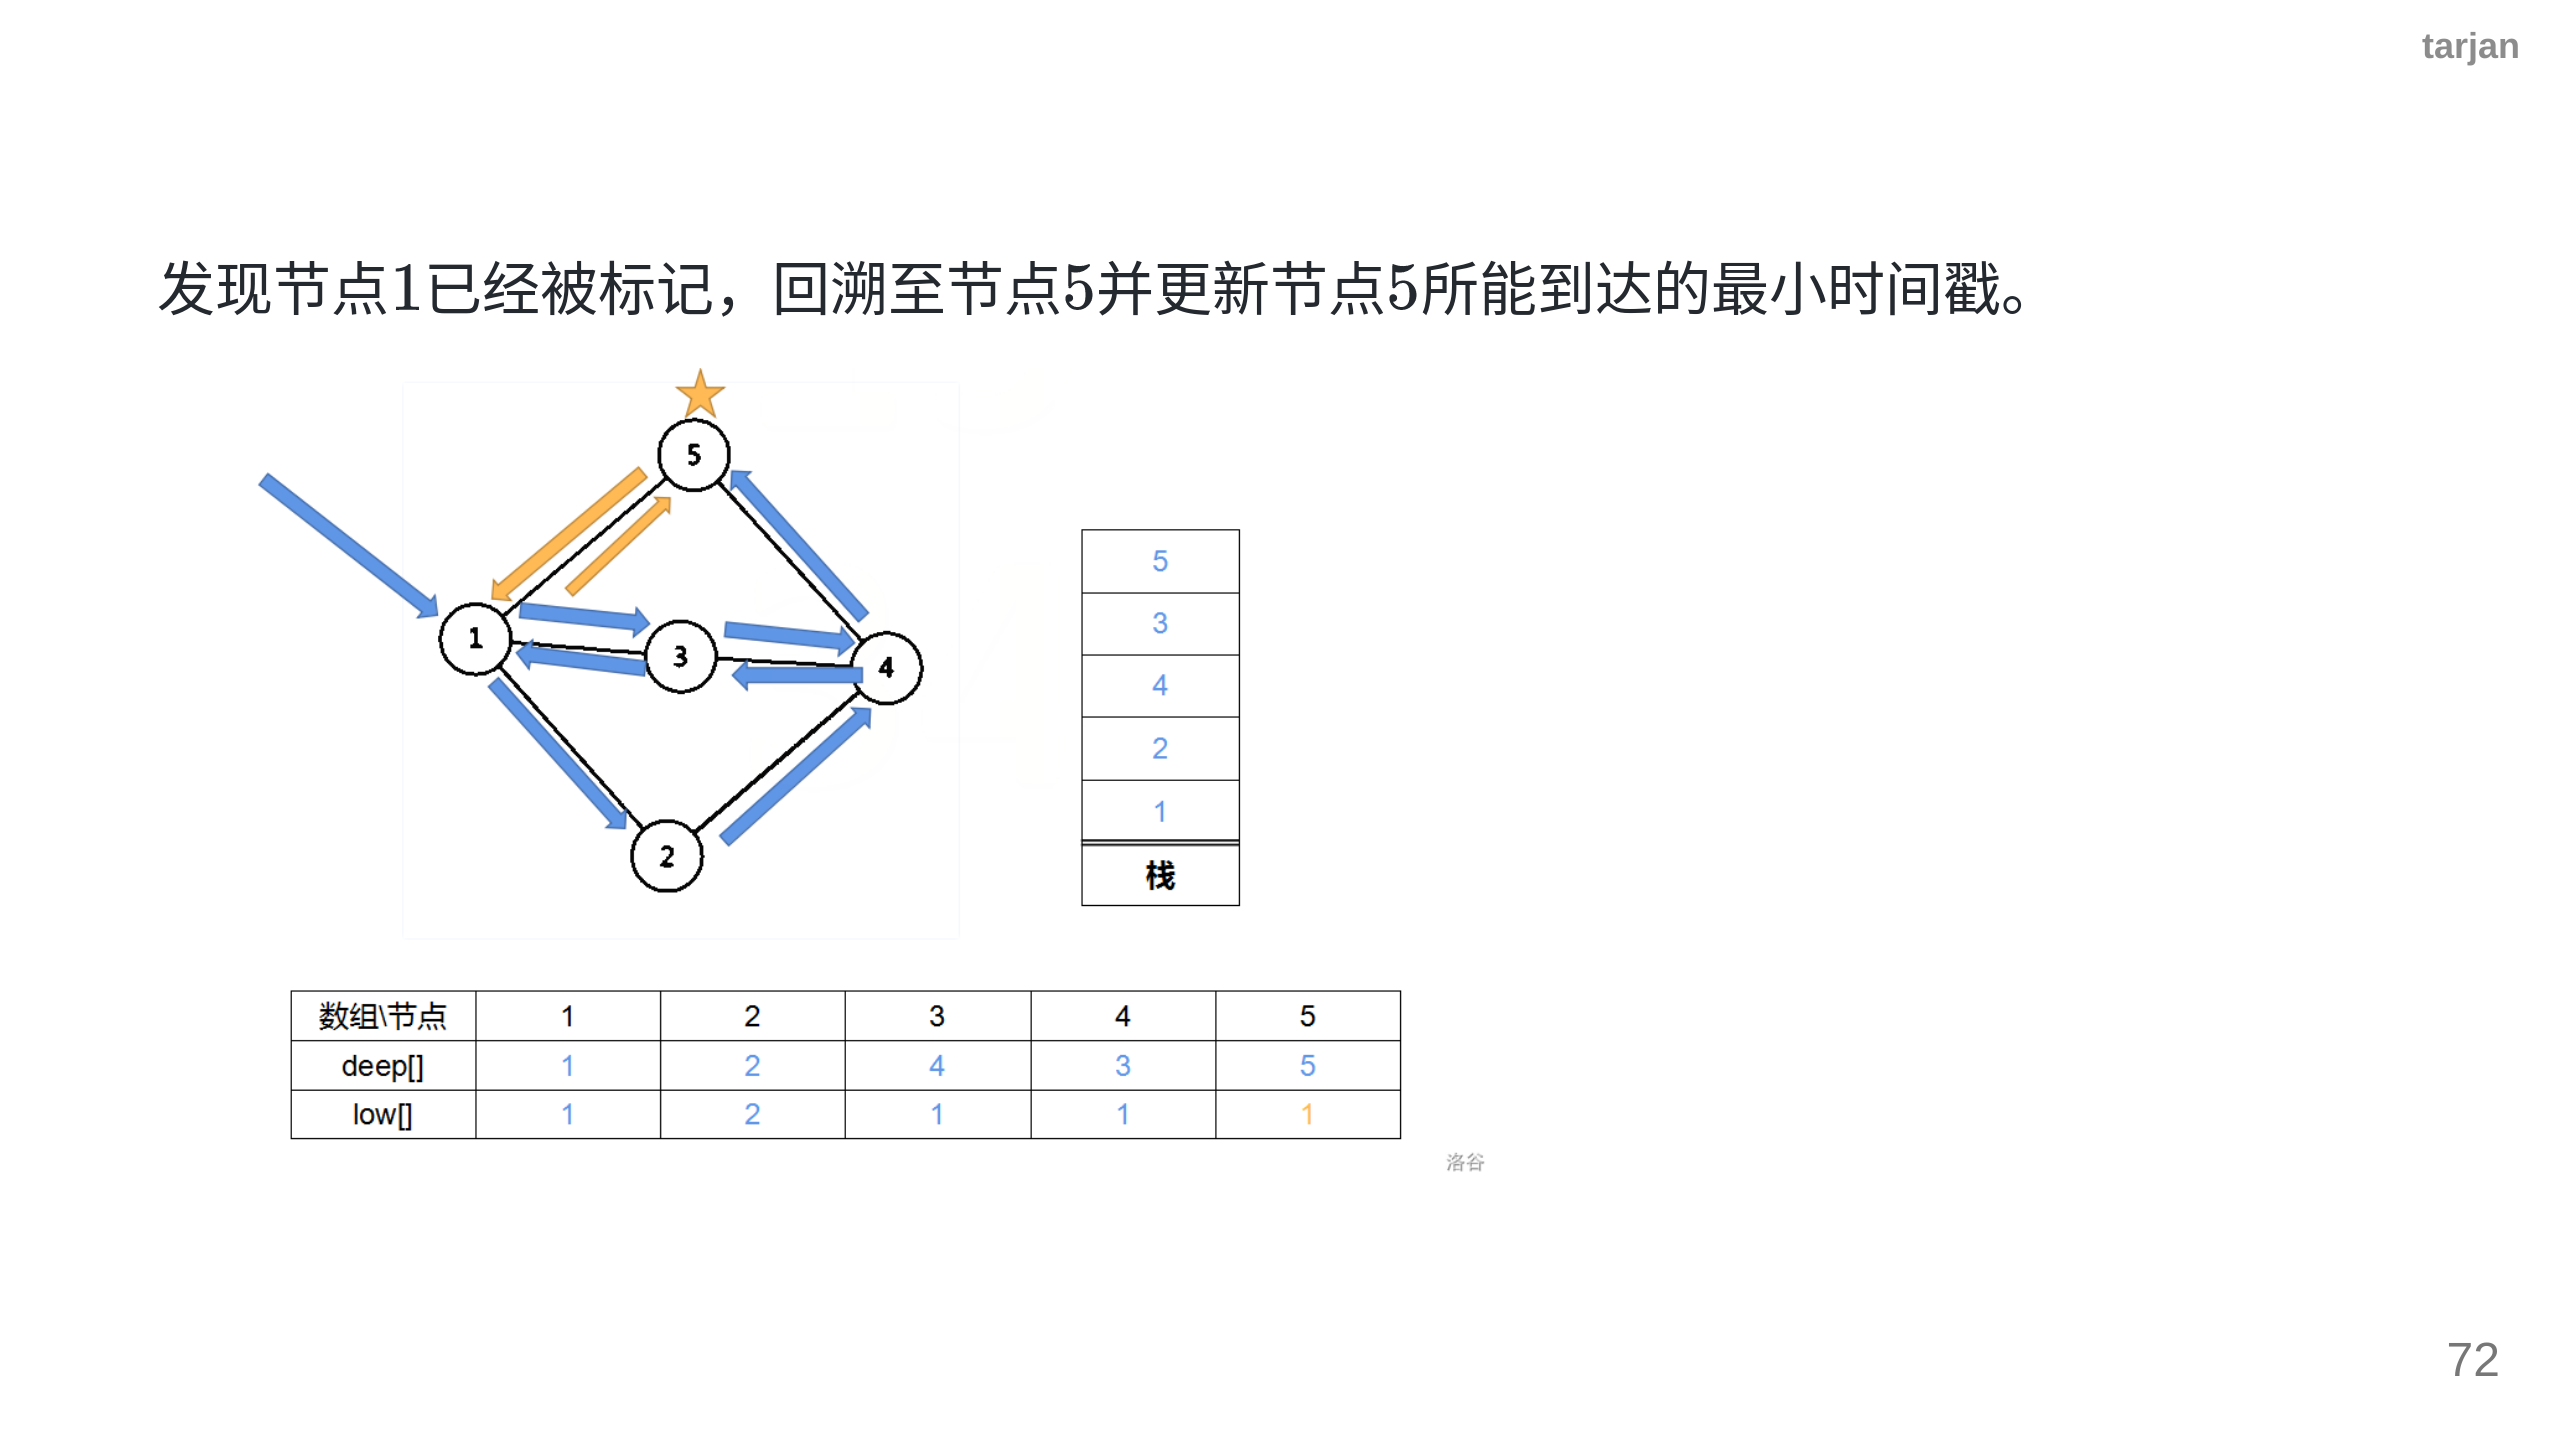 tarjan
发现节点1已经被标记，回溯至节点5并更新节点5所能到达的最小时间戳。
5
1
3
4
2
5
3
4
2
1
栈
数组\节点 1 2 3 4 5
deep[] 1 2 4 3 5
low[] 1 2 1 1 1
洛谷
72